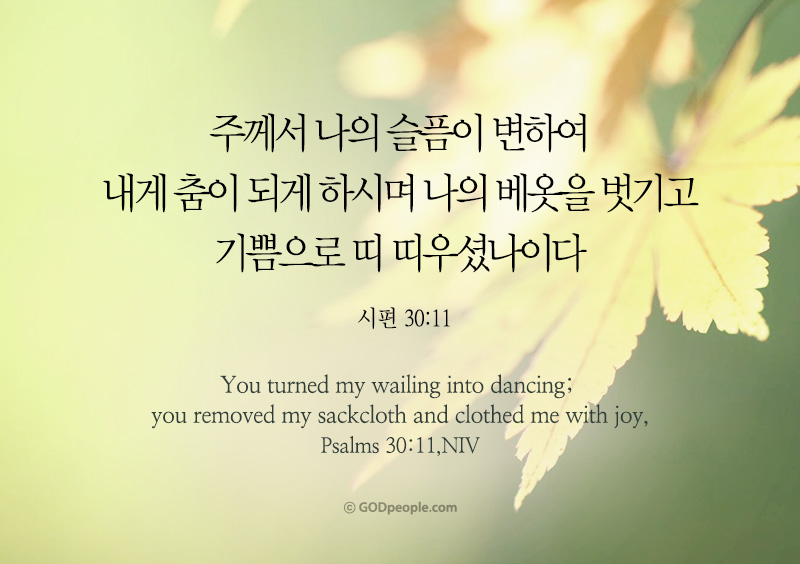 주께서 나의 슬픔이 변하여
내게 춤이 되게 하시며 나의 베옷을 벗기고
기쁨으로 띠 띠우셨나이다
시편 30:11
You turned my wailing into dancing;
you removed my sackcloth and clothed me with joy,
Psalms 30:11,NIV
© GODpeople.com